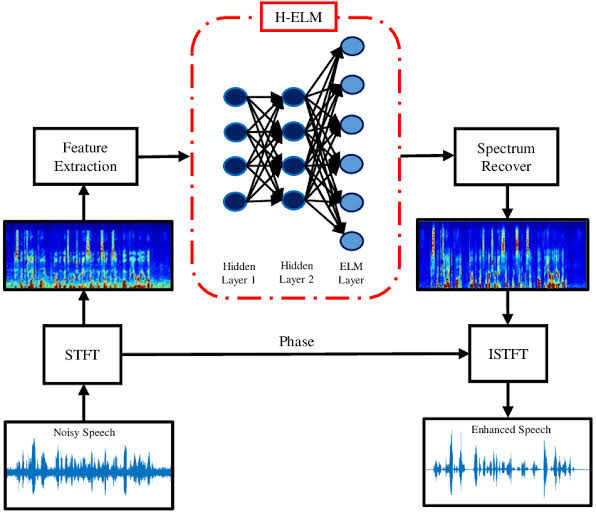 H-ELM
Feature
Extraction
Spectrum
Recover
Hidden
Layer 1
Hidden
Layer 2
ELM
Layer
STFT
Phase
ISTFT
Noisy Speech
Enhanced Speech